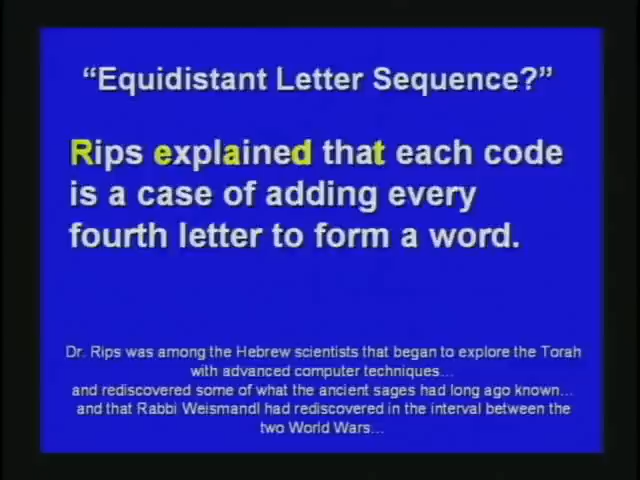 “Equidistant Letter Sequence?”
Rips explained that each code
is a case of adding every
fourth letter to form a word.
Dr. Rips was among the Hebrew scientists that began to explore the Torah
with advanced computer techniques...
and rediscovered some of what the ancient sages had long ago known...
and that Rabbi Weismandl had rediscovered in the interval between the
two World Wars...